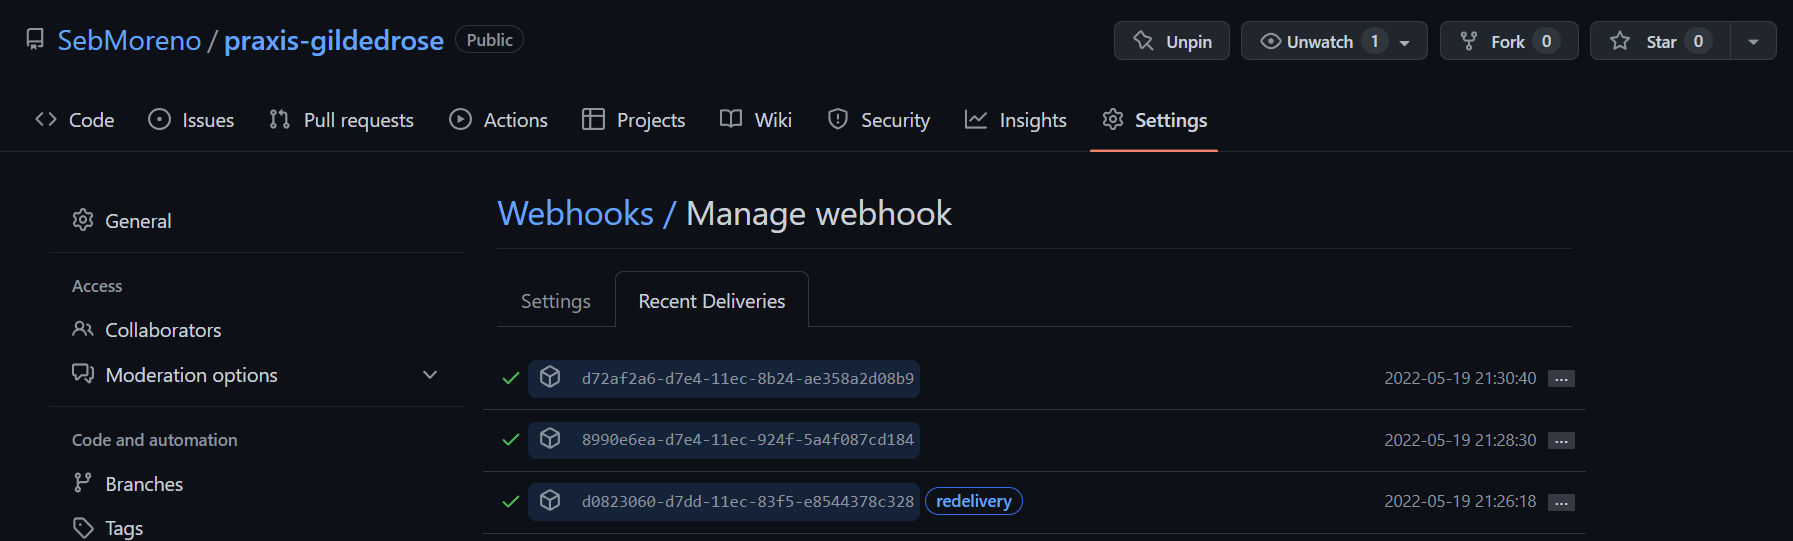 SebMoreno / praxis-gildedrose Public Unpin Unwatch 1 Fork 0 Star 0
Code Issues Pull requests Actions Projects Wiki Security Insights Settings
General
Access
Collaborators
Moderation options
Code and automation
Branches
Tags
Webhooks / Manage webhook
Settings Recent Deliveries
d72af2a6-d7e4-11ec-8b24-ae358a2d08b9 2022-05-19 21:30:40 ...
8990e6ea-d7e4-11ec-924f-5a4f087cd184 2022-05-19 21:28:30 ...
d0823060-d7dd-11ec-83f5-e8544378c328 redelivery 2022-05-19 21:26:18 ...